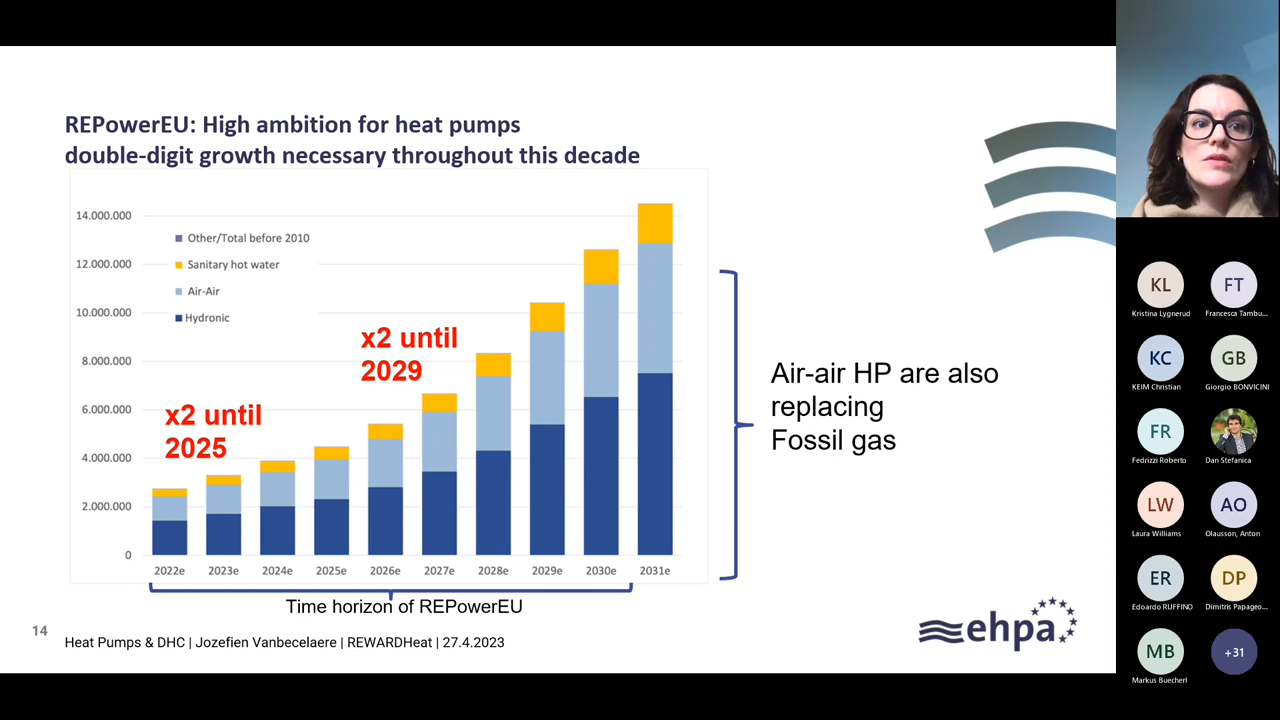 REPowerEU: High ambition for heat pumps
double-digit growth necessary throughout this decade
14.000.000
12.000.000
10.000.000
8.000.000
6.000.000
4.000.000
2.000.000
0
Other/Total before 2010
Sanitary hot water
Air-Air
Hydronic
x2 until
2025
x2 until
2029
2022e 2023e 2024e 2025e 2026e 2027e 2028e 2029e 2030e 2031e
Time horizon of REPowerEU
Air-air HP are also
replacing
Fossil gas
14
Heat Pumps & DHC | Jozefien Vanbecelaere | REWARDHeat | 27.4.2023
ehpa
KL FT
Kristina Lygnerud Francesca Tambu...
KC GB
KEIM Christian Giorgio BONVICINI
FR
Fedrizzi Roberto Dan Stefanica
LW AO
Laura Williams Olausson, Anton
ER DP
Edoardo RUFFINO Dimitris Papageo...
MB +31
Markus Buecherl